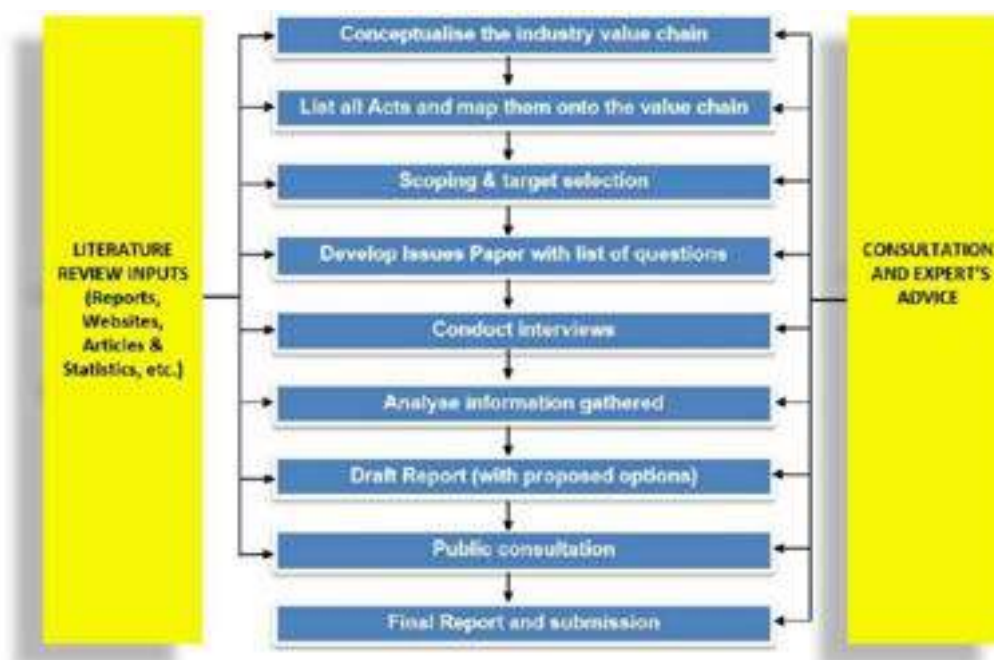 Conceptualise the industry value chain
List all Acts and map them onto the value chain
Scoping & target selection
Develop Issues Paper with list of questions
Conduct interviews
Analyse information gathered
Draft Report (with proposed options)
Public consultation
Final Report and submission
LITERATURE
REVIEW INPUTS
(Reports,
Websites,
Articles &
Statistics, etc.)
CONSULTATION
AND EXPERT'S
ADVICE